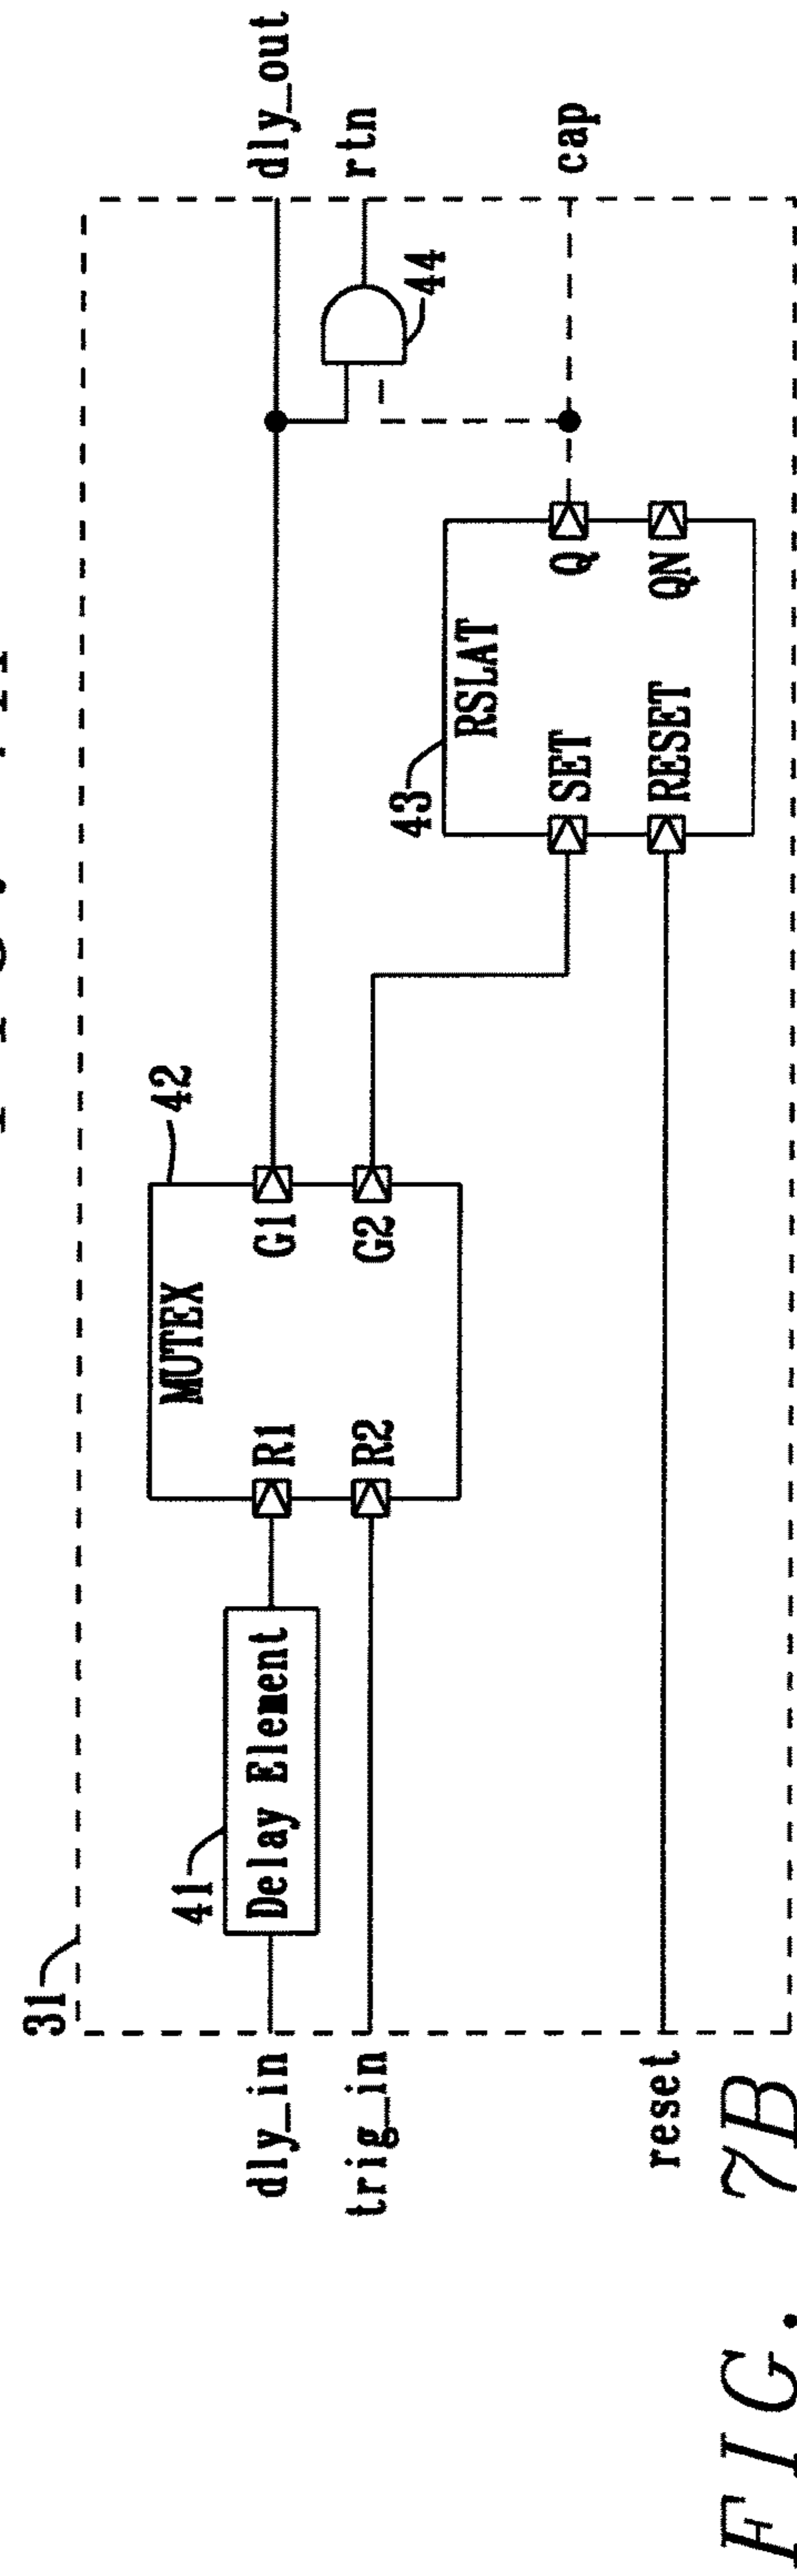 31
dly_in
trig_in
reset
41
Delay Element
42
MUTEX
R1
R2
G1
G2
43
RSLAT
SET
RESET
Q
QN
44
dly_out
rtn
cap
FIG. 7B